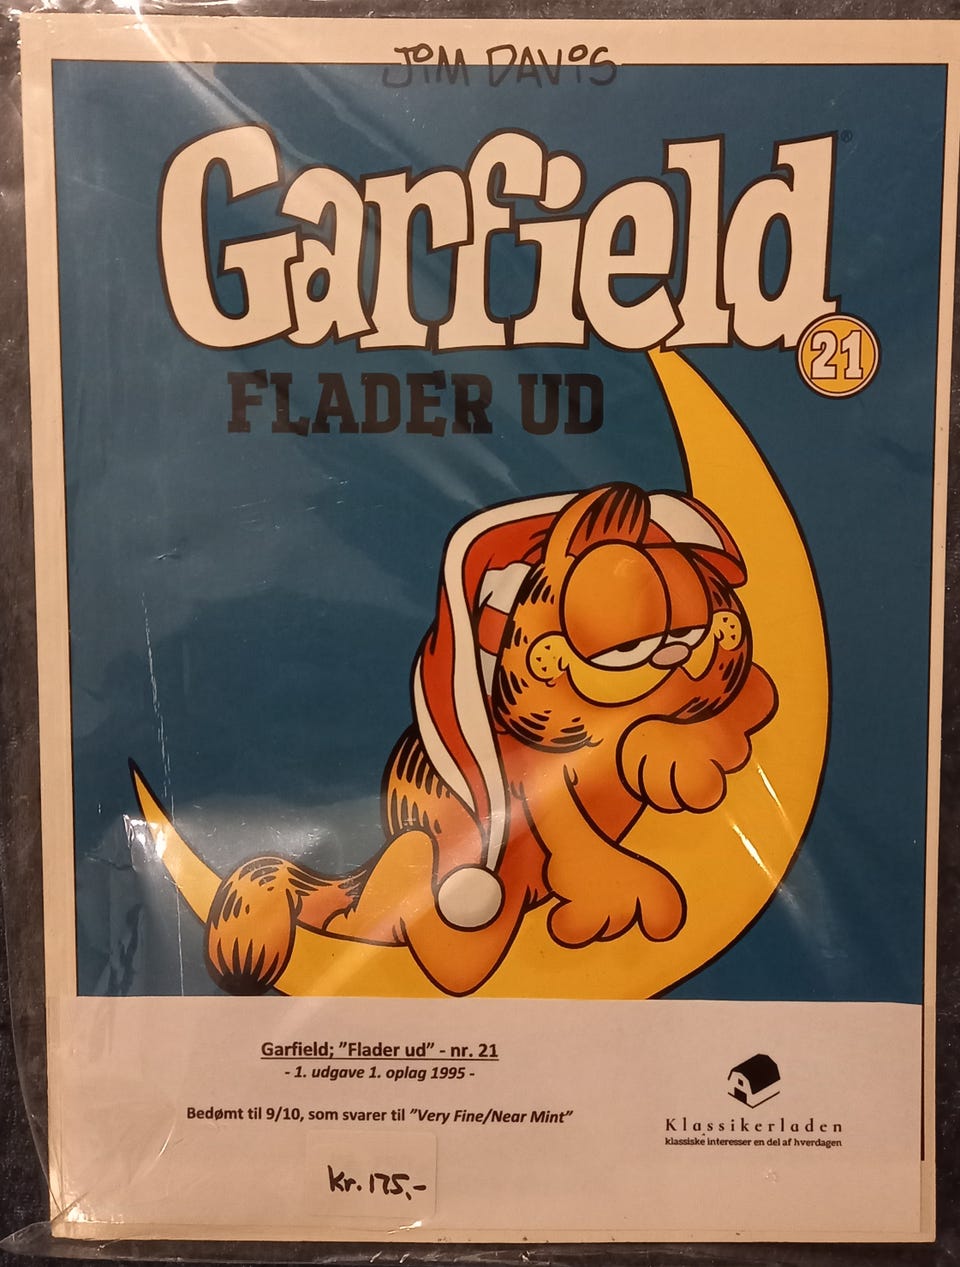 JIM DAVIS
Garfield®
21
FLADER UD
Garfield; ”Flader ud” - nr. 21
- 1. udgave 1. oplag 1995 -
Bedømt til 9/10, som svarer til ”Very Fine/Near Mint”
Klassikerladen
klassiske interesser en del af hverdagen
Kr. 175,-